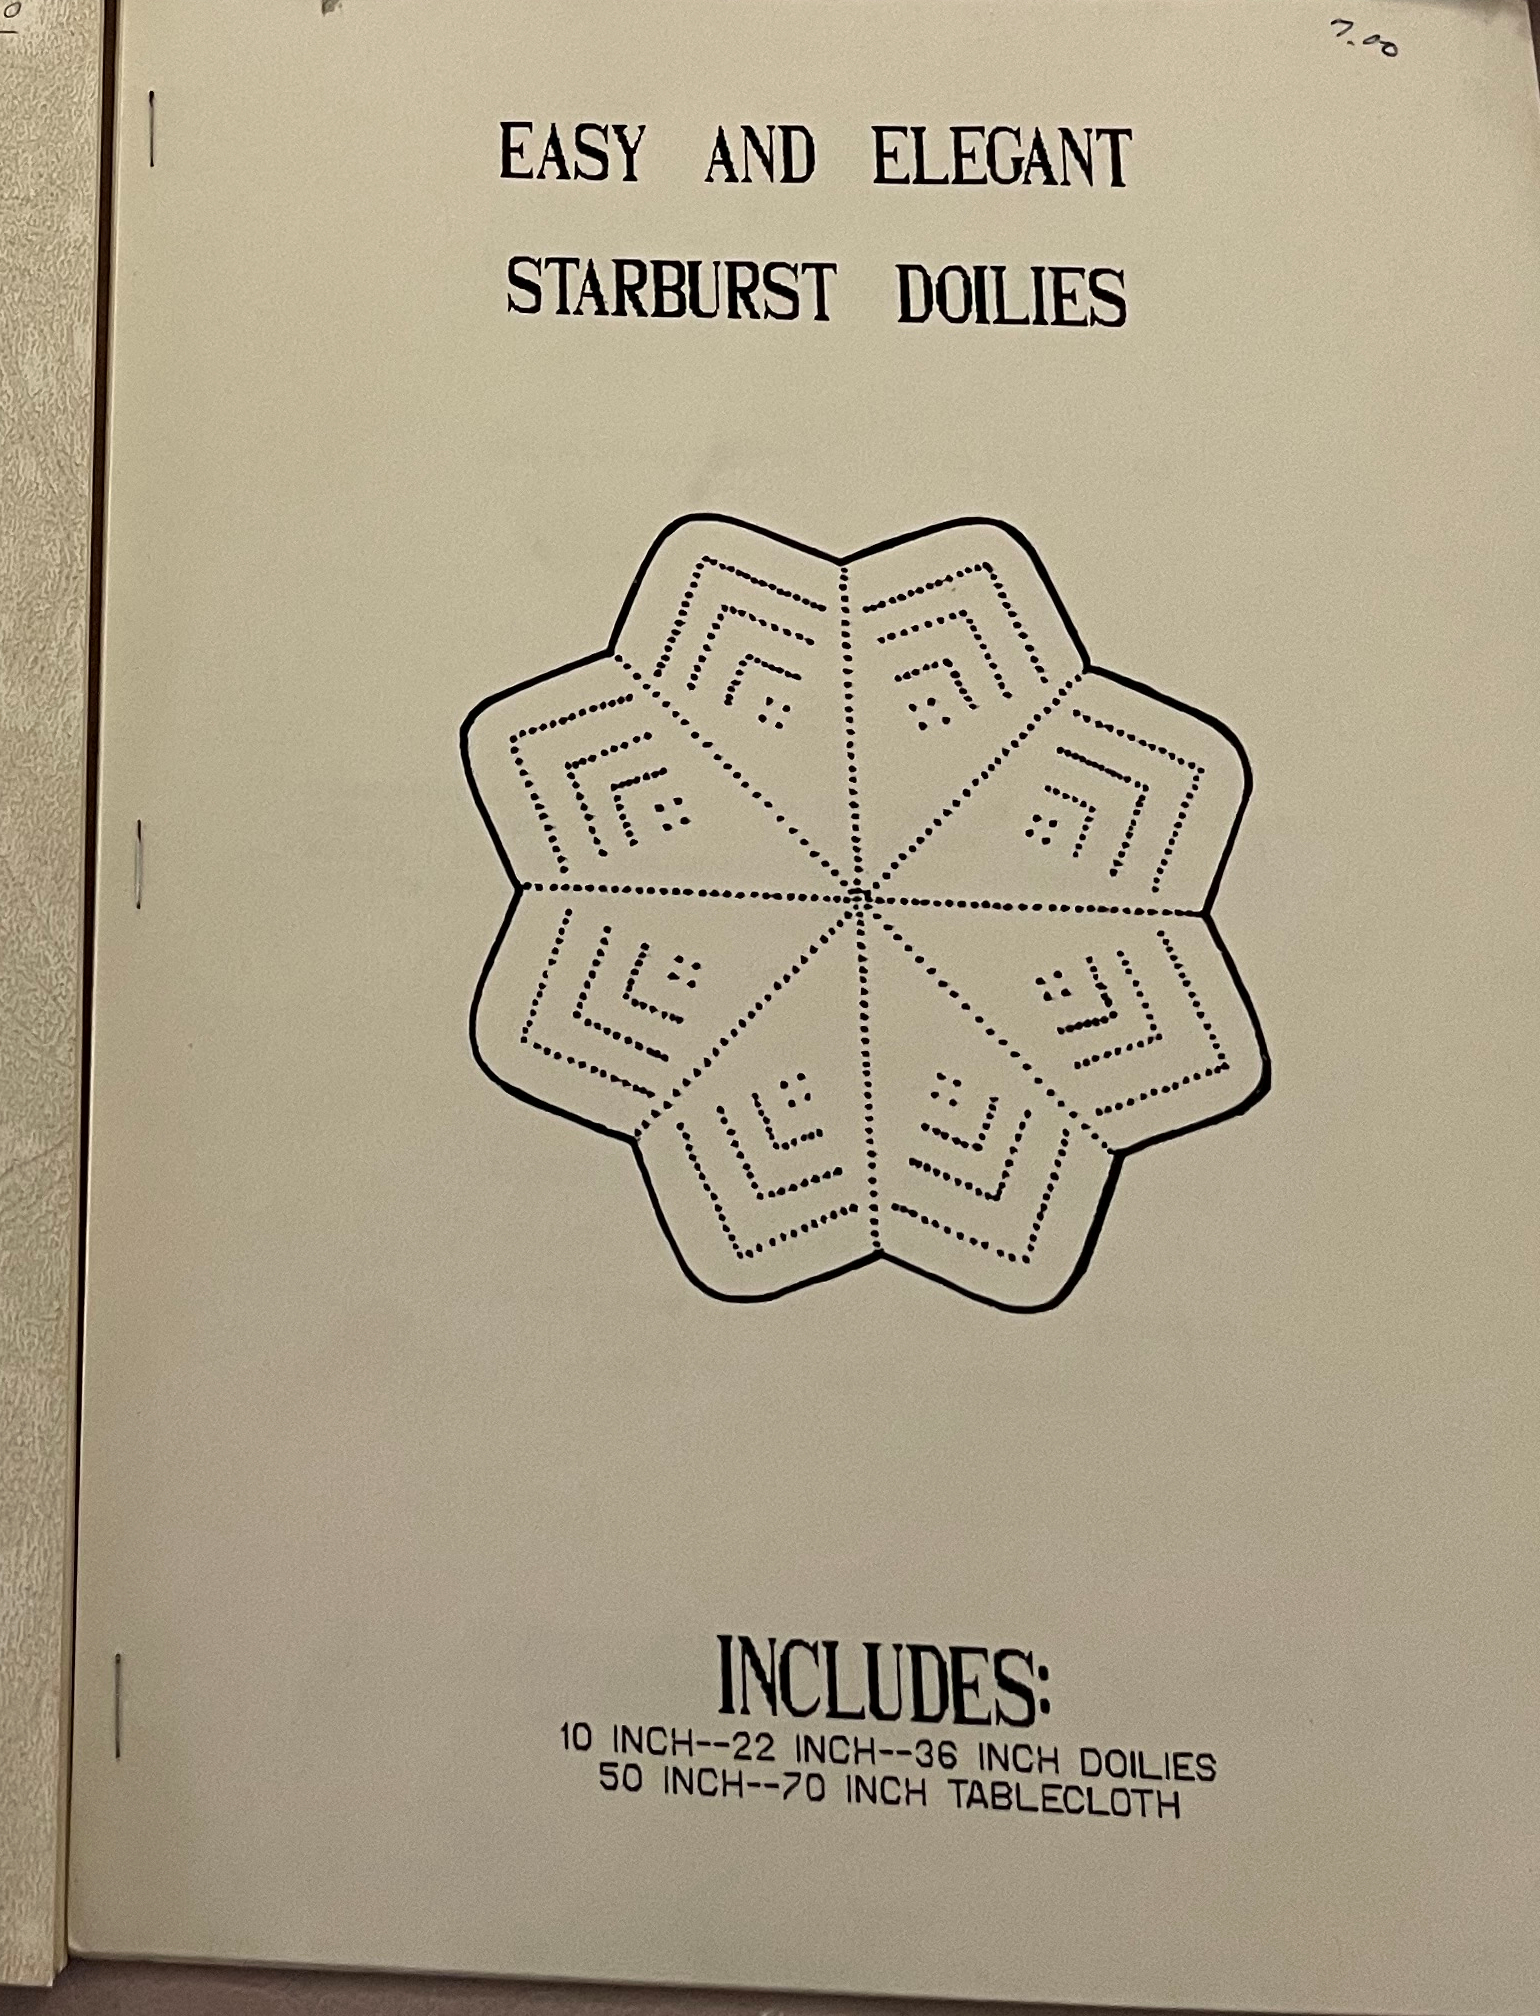 7.00
EASY AND ELEGANT
STARBURST DOILIES
INCLUDES:
10 INCH--22 INCH--36 INCH DOILIES
50 INCH--70 INCH TABLECLOTH